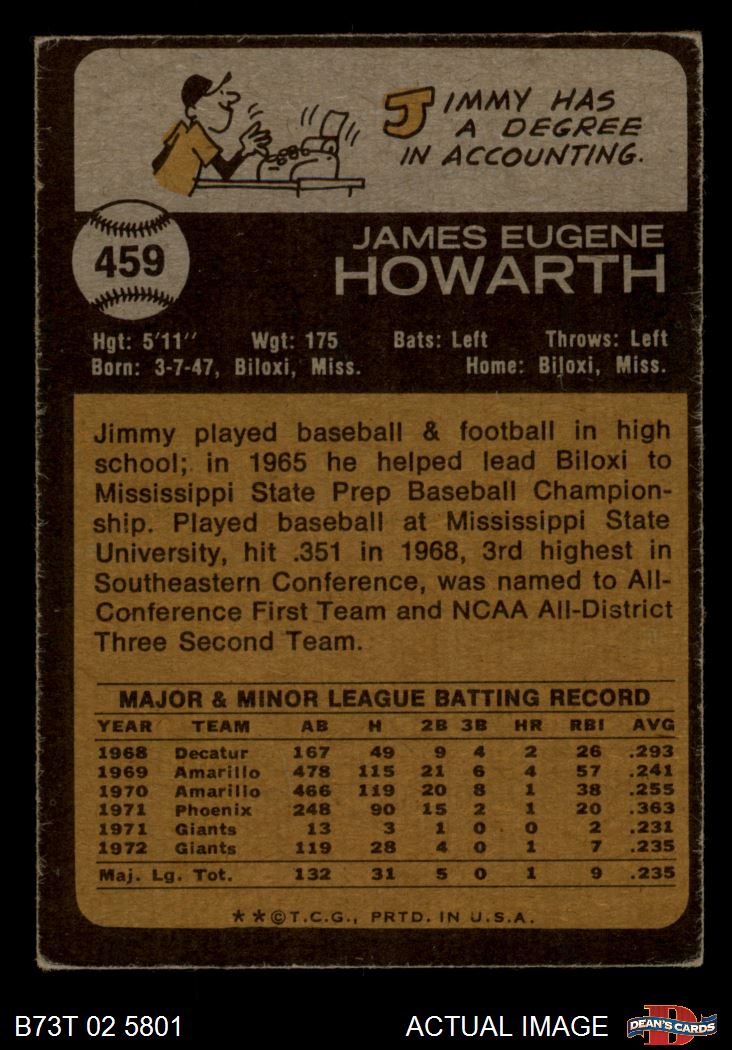 JIMMY HAS
A DEGREE
IN ACCOUNTING.
459
JAMES EUGENE
HOWARTH
Hgt: 5'11" Wgt: 175 Bats: Left Throws: Left
Born: 3-7-47, Biloxi, Miss. Home: Biloxi, Miss.
Jimmy played baseball & football in high
school; in 1965 he helped lead Biloxi to
Mississippi State Prep Baseball Champion-
ship. Played baseball at Mississippi State
University, hit .351 in 1968, 3rd highest in
Southeastern Conference, was named to All-
Conference First Team and NCAA All-District
Three Second Team.
MAJOR & MINOR LEAGUE BATTING RECORD
YEAR TEAM AB H 2B 3B HR RBI AVG
1968 Decatur 167 49 9 4 2 26 .293
1969 Amarillo 478 115 21 6 4 57 .241
1970 Amarillo 466 119 20 8 1 38 .255
1971 Phoenix 248 90 15 2 1 20 .363
1971 Giants 13 3 1 0 0 2 .231
1972 Giants 119 28 4 0 1 7 .235
Maj. Lg. Tot. 132 31 5 0 1 9 .235
**©T.C.G., PRTD. IN U.S.A.
B73T 02 5801 ACTUAL IMAGE D DEAN'S CARDS